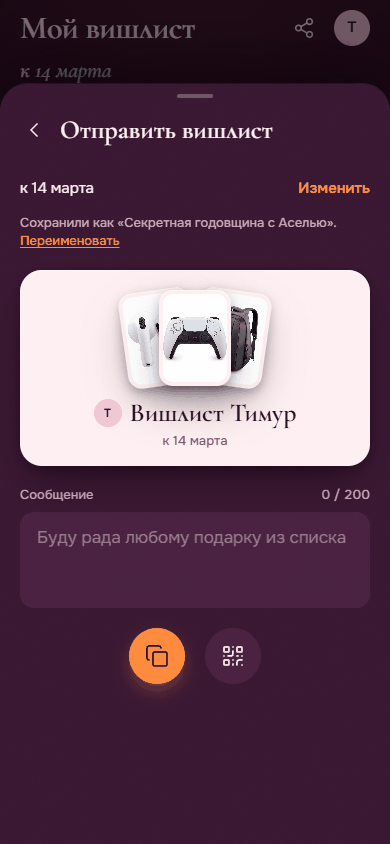 Мой вишлист
T
к 14 марта
Отправить вишлист
к 14 марта
Изменить
Сохранили как «Секретная годовщина с Аселью».
Переименовать
T
Вишлист Тимур
к 14 марта
Сообщение
0 / 200
Буду рада любому подарку из списка